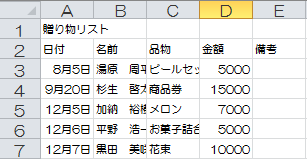 A B C D E
1 贈り物リスト
2 日付 名前 品物 金額 備考
3 8月5日 湯原 周平 ビールセッ 5000
4 9月20日 杉生 啓 商品券 15000
5 12月5日 加納 裕 メロン 7000
6 12月6日 平野 浩一 お菓子詰合 5000
7 12月7日 黒田 美 花束 10000